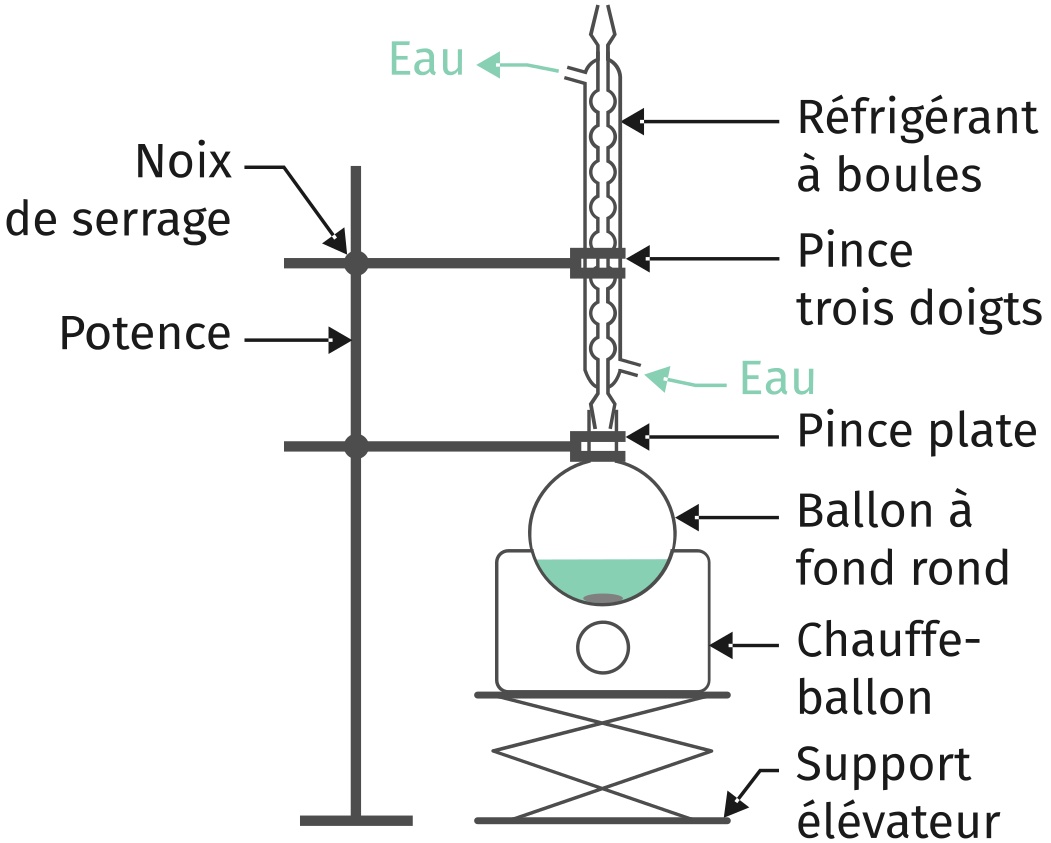 Eau
Réfrigérant
à boules
Noix
de serrage
Pince
trois doigts
Potence
Eau
Pince plate
Ballon à
fond rond
Chauffe-
ballon
Support
élévateur